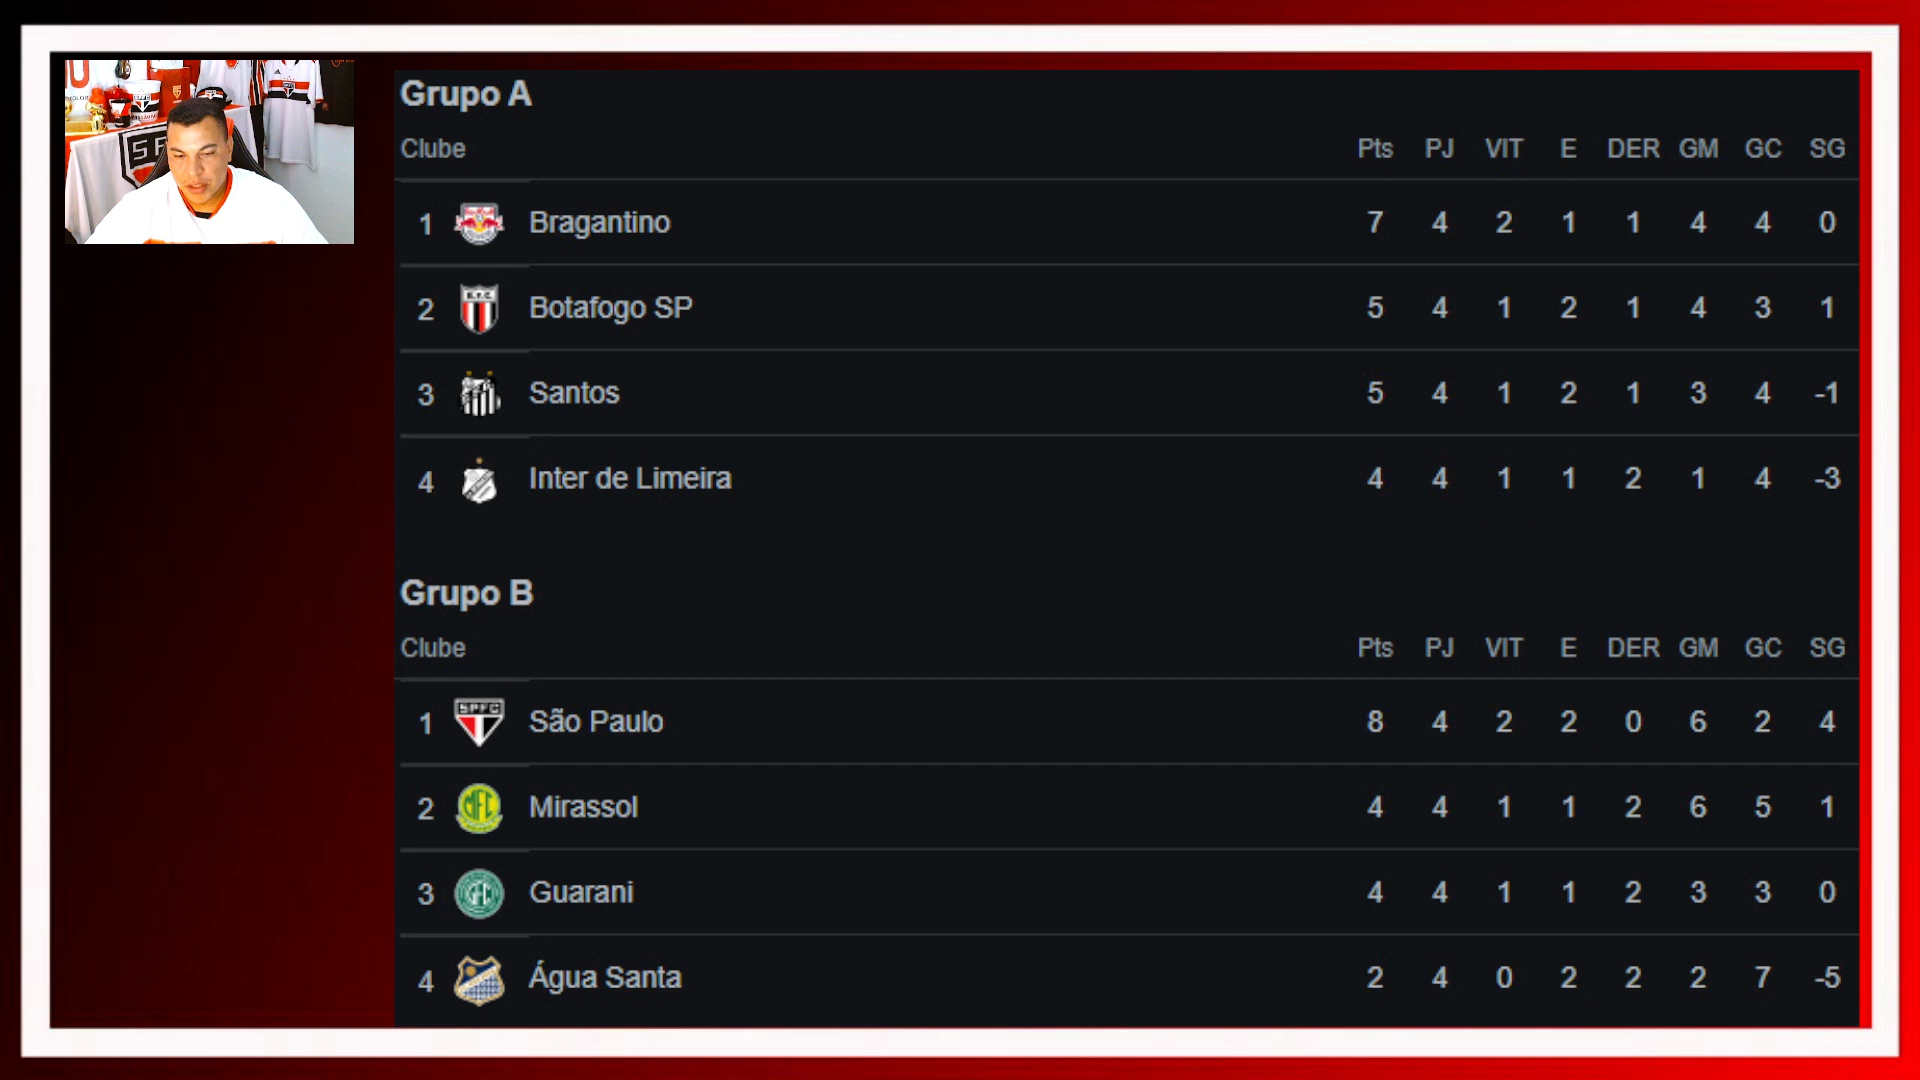 Grupo A
Clube Pts PJ VIT E DER GM GC SG
1 Bragantino 7 4 2 1 1 4 4 0
2 Botafogo SP 5 4 1 2 1 4 3 1
3 Santos 5 4 1 2 1 3 4 -1
4 Inter de Limeira 4 4 1 1 2 1 4 -3
Grupo B
Clube Pts PJ VIT E DER GM GC SG
1 SPFC São Paulo 8 4 2 2 0 6 2 4
2 MFC Mirassol 4 4 1 1 2 6 5 1
3 GFC Guarani 4 4 1 1 2 3 3 0
4 Água Santa 2 4 0 2 2 2 7 -5